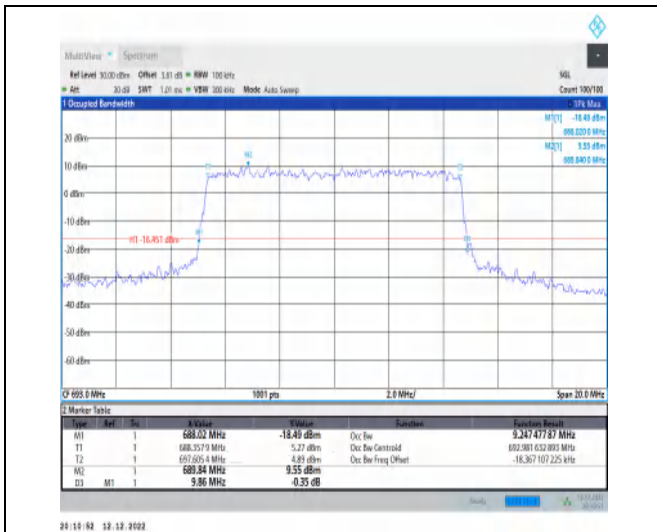 MultiView Spectrum
Ref Level 30.00 dBm Offset 3.81 dB RBW 100 kHz SGL
Att 30 dB SWT 1.01 ms VBW 300 kHz Mode Auto Sweep Count 100/100
1 Occupied Bandwidth 1Pk Max
M1[1] -18.49 dBm
688.020 0 MHz
M2[1] 9.55 dBm
689.840 0 MHz
20 dBm
10 dBm
0 dBm
-10 dBm
-20 dBm
-30 dBm
-40 dBm
-50 dBm
-60 dBm
M2
H1 -16.451 dBm
CF 693.0 MHz 1001 pts 2.0 MHz/ Span 20.0 MHz
2 Marker Table
Type Ref Trc X-Value Y-Value Function Function Result
M1 1 688.02 MHz -18.49 dBm Occ Bw 9.247 477 87 MHz
T1 1 688.357 9 MHz 5.27 dBm Occ Bw Centroid 692.981 632 893 MHz
T2 1 697.605 4 MHz 4.89 dBm Occ Bw Freq Offset -18.367 107 225 kHz
M2 1 689.84 MHz 9.55 dBm
D3 M1 1 9.86 MHz -0.35 dB
Ready
20:10:52 12.12.2022